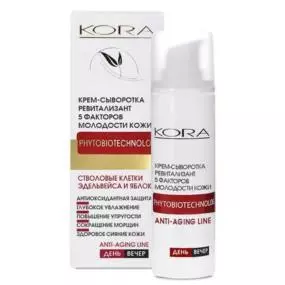 KORA
КРЕМ-СЫВОРОТКА
РЕВИТАЛИЗАНТ
5 ФАКТОРОВ
МОЛОДОСТИ КОЖИ
PHYTOBIOTECHNOLO
СТВОЛОВЫЕ КЛЕТКИ
ЭДЕЛЬВЕЙСА И ЯБЛОК
АНТИОКСИДАНТНАЯ ЗАЩИТА
ГЛУБОКОЕ УВЛАЖНЕНИЕ
ПОВЫШЕНИЕ УПРУГОСТИ
СОКРАЩЕНИЕ МОРЩИН
ЗДОРОВОЕ СИЯНИЕ КОЖИ
ANTI-AGING LINE
ДЕНЬ ВЕЧЕР
KORA
КРЕМ-СЫВОРОТКА
РЕВИТАЛИЗАНТ
5 ФАКТОРОВ
МОЛОДОСТИ КОЖИ
PHYTOBIOTECHNOLO
ANTI-AGING LINE
ДЕНЬ ВЕЧЕР